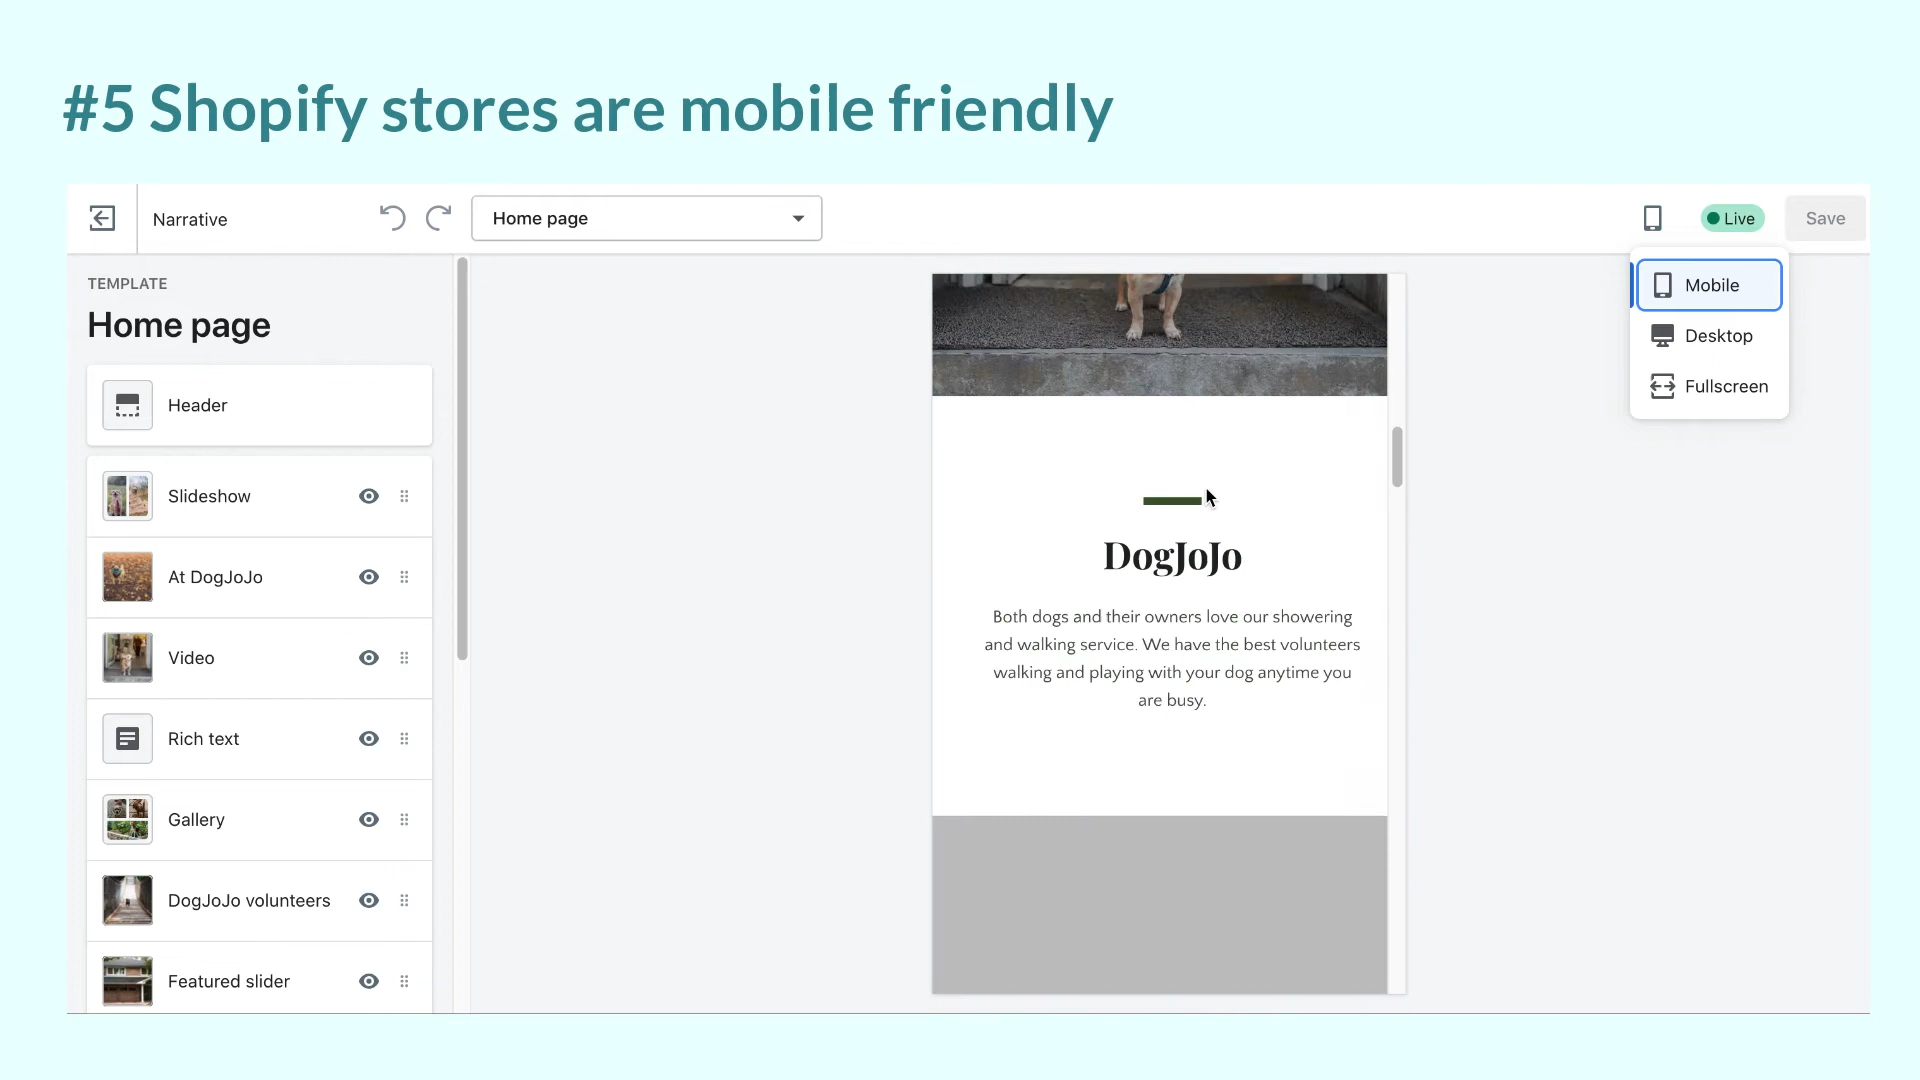 #5 Shopify stores are mobile friendly
Narrative
Home page
Live
Save
Mobile
Desktop
Fullscreen
TEMPLATE
Home page
Header
Slideshow
At DogJoJo
Video
Rich text
Gallery
DogJoJo volunteers
Featured slider
DogJoJo
Both dogs and their owners love our showering
and walking service. We have the best volunteers
walking and playing with your dog anytime you
are busy.